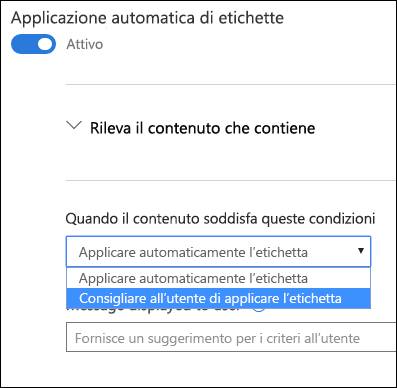 Applicazione automatica di etichette
Attivo
Rileva il contenuto che contiene
Quando il contenuto soddisfa queste condizioni
Applicare automaticamente l'etichetta
Applicare automaticamente l'etichetta
Consigliare all'utente di applicare l'etichetta
Message displayed to user
Fornisce un suggerimento per i criteri all'utente